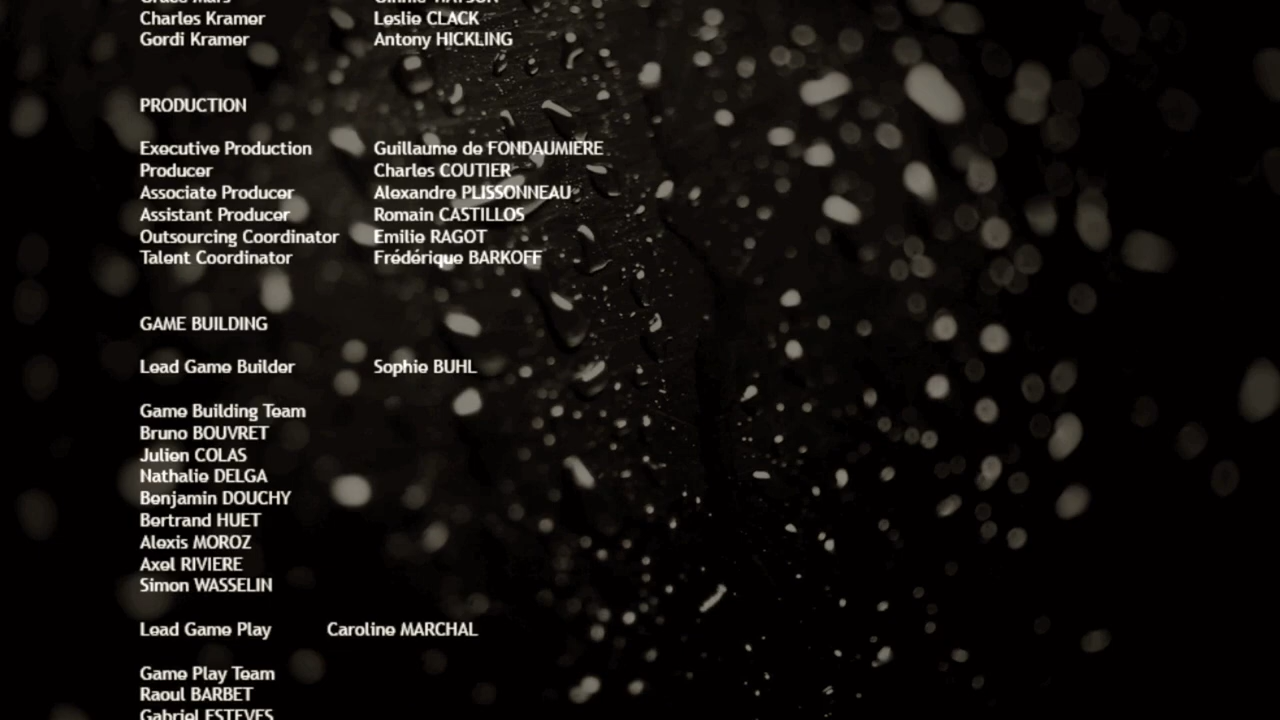 Charles Kramer Leslie CLACK
Gordi Kramer Antony HICKLING
PRODUCTION
Executive Production Guillaume de FONDAUMIERE
Producer Charles COUTIER
Associate Producer Alexandre PLISSONNEAU
Assistant Producer Romain CASTILLOS
Outsourcing Coordinator Emilie RAGOT
Talent Coordinator Frédérique BARKOFF
GAME BUILDING
Lead Game Builder Sophie BUHL
Game Building Team
Bruno BOUVRET
Julien COLAS
Nathalie DELGA
Benjamin DOUCHY
Bertrand HUET
Alexis MOROZ
Axel RIVIERE
Simon WASSELIN
Lead Game Play Caroline MARCHAL
Game Play Team
Raoul BARBET
Gabriel ESTEVES